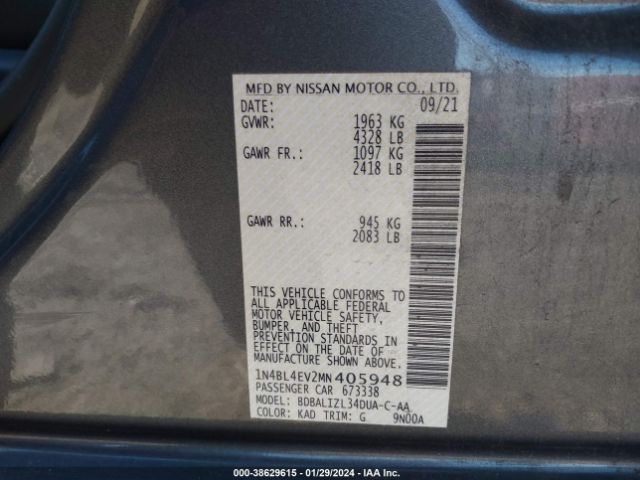 MFD BY NISSAN MOTOR CO., LTD.
DATE: 09/21
GVWR: 1963 KG
4328 LB
GAWR FR.: 1097 KG
2418 LB
GAWR RR.: 945 KG
2083 LB
THIS VEHICLE CONFORMS TO
ALL APPLICABLE FEDERAL
MOTOR VEHICLE SAFETY,
BUMPER, AND THEFT
PREVENTION STANDARDS IN
EFFECT ON THE DATE OF
MANUFACTURE SHOWN ABOVE.
1N4BL4EV2MN405948
PASSENGER CAR 673338
MODEL: BDBALIZL34DUA-C-AA
COLOR: KAD TRIM: G 9N00A
000-38629615 - 01/29/2024 - IAA Inc.